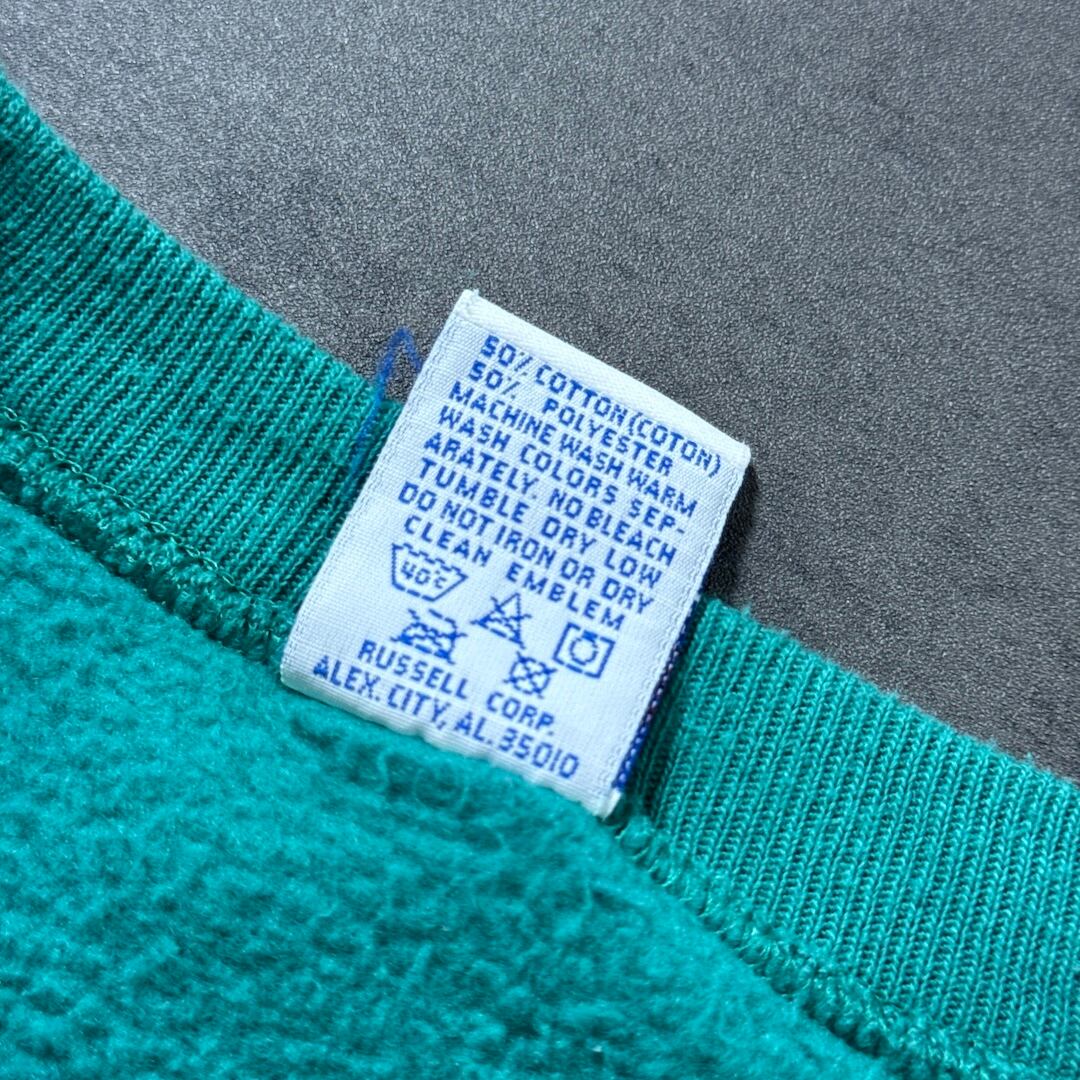 50% COTTON (COTON)
50% POLYESTER
MACHINE WASH WARM
WASH COLORS SEP-
ARATELY. NO BLEACH
TUMBLE DRY LOW
DO NOT IRON OR DRY
CLEAN EMBLEM
40°C
RUSSELL CORP.
ALEX. CITY, AL. 35010